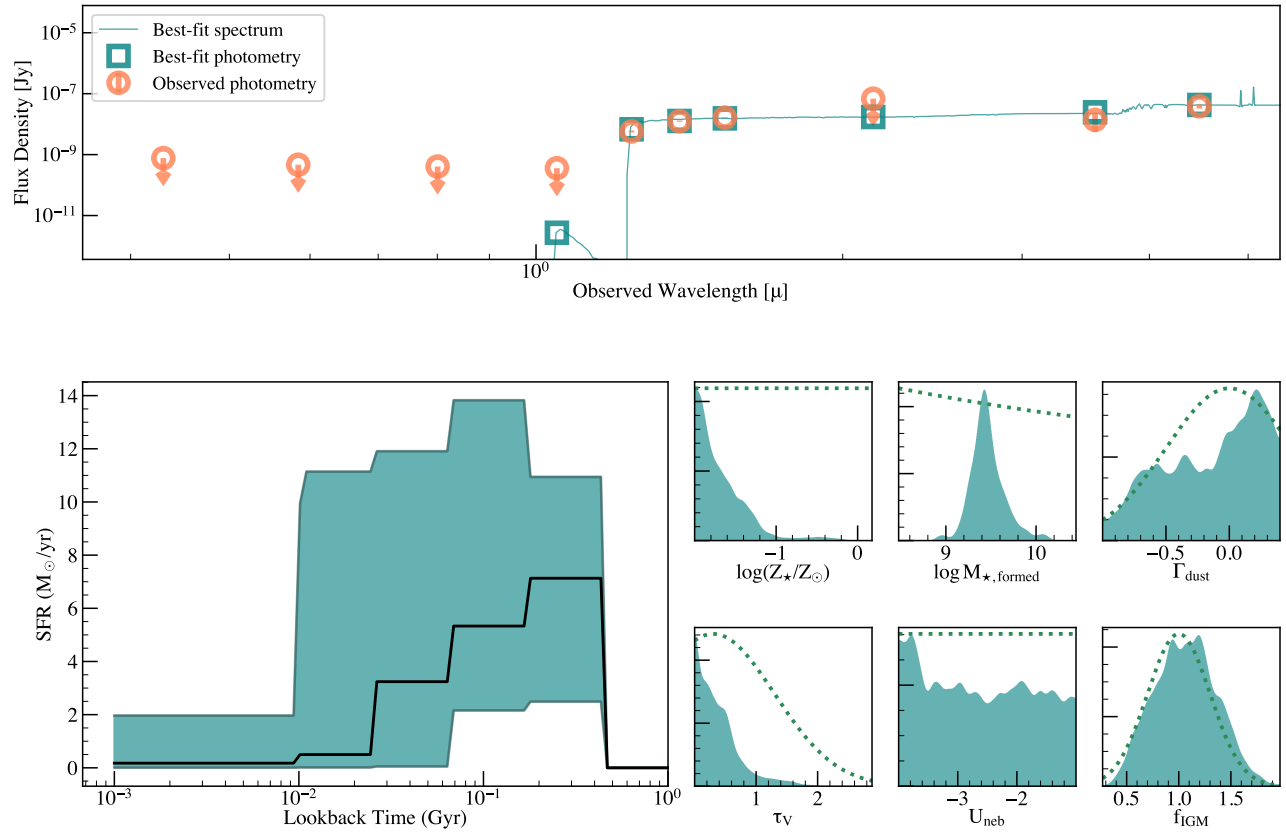 10⁻⁵
10⁻⁷
10⁻⁹
10⁻¹¹
Flux Density [Jy]
Best-fit spectrum
Best-fit photometry
Observed photometry
10⁰
Observed Wavelength [μ]
14
12
10
8
6
4
2
0
SFR (M☉/yr)
10⁻³
10⁻²
10⁻¹
10⁰
Lookback Time (Gyr)
−1 0
log(Z⋆/Z☉)
9 10
log M⋆,formed
−0.5 0.0
Γdust
1 2
τV
−3 −2
Uneb
0.5 1.0 1.5
fIGM